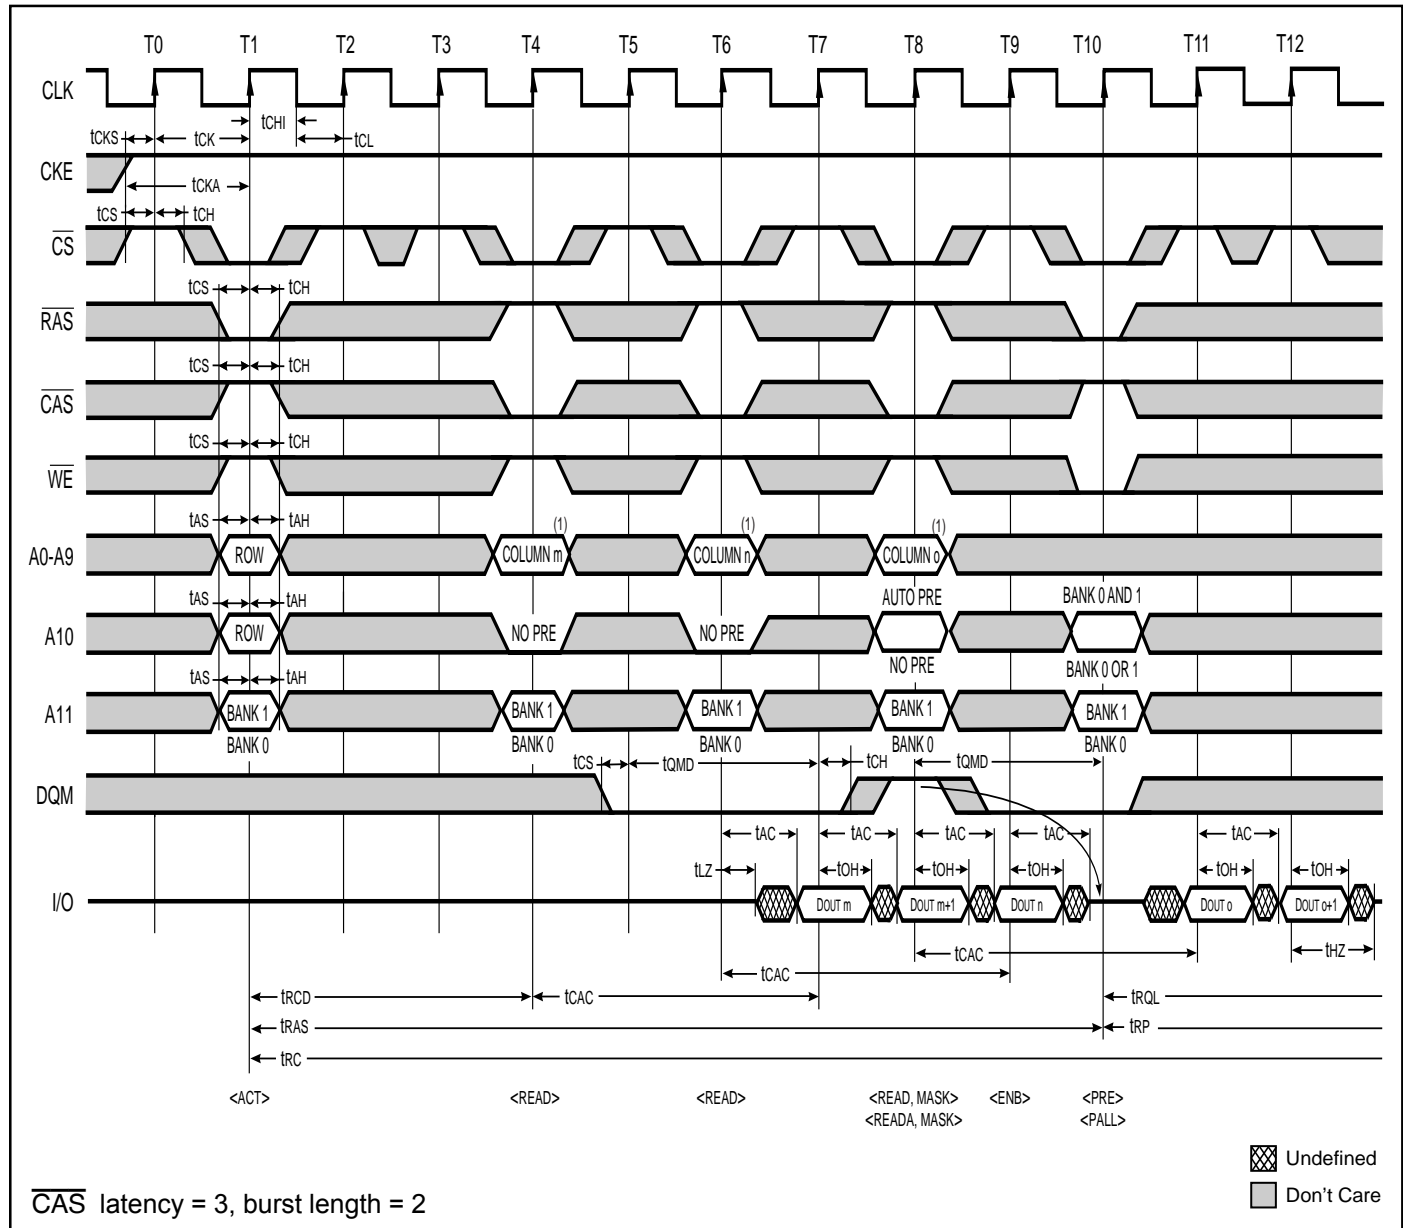 T0 T1 T2 T3 T4 T5 T6 T7 T8 T9 T10 T11 T12
CLK
tCHI
tCKS tCK tCL
CKE
tCKA
tCS tCH
CS
tCS tCH
RAS
tCS tCH
CAS
tCS tCH
WE
tAS tAH (1) (1) (1)
A0-A9 ROW COLUMN m COLUMN n COLUMN o
tAS tAH AUTO PRE BANK 0 AND 1
A10 ROW NO PRE NO PRE
NO PRE BANK 0 OR 1
tAS tAH
A11 BANK 1 BANK 1 BANK 1 BANK 1 BANK 1
BANK 0 BANK 0 BANK 0 BANK 0 BANK 0
tCS tQMD tCH tQMD
DQM
tAC tAC tAC tAC tAC
tLZ tOH tOH tOH tOH tOH
I/O DOUT m DOUT m+1 DOUT n DOUT o DOUT o+1
tCAC tHZ
tCAC
tRCD tCAC tRQL
tRAS tRP
tRC
<ACT> <READ> <READ> <READ, MASK> <ENB> <PRE>
<READA, MASK> <PALL>
Undefined
Don't Care
CAS latency = 3, burst length = 2